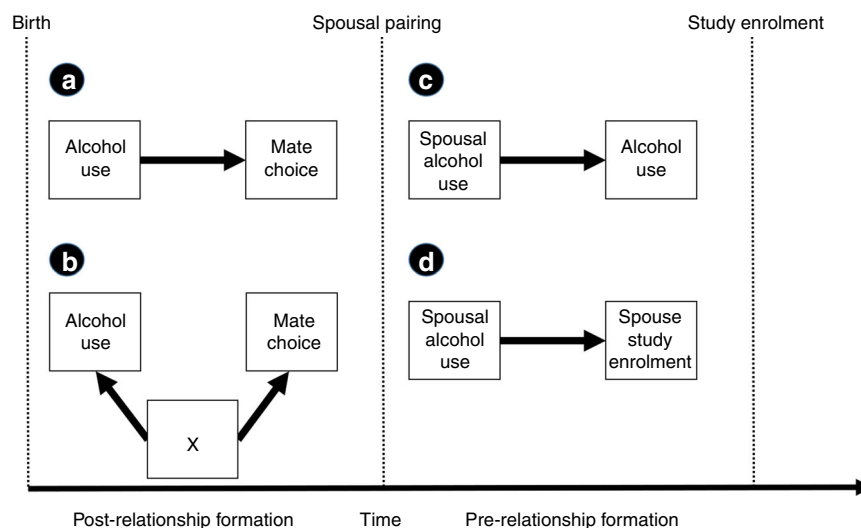 Birth
Spousal pairing
Study enrolment
a
c
Alcohol
use
Mate
choice
Spousal
alcohol
use
Alcohol
use
b
d
Alcohol
use
Mate
choice
Spousal
alcohol
use
Spouse
study
enrolment
X
Post-relationship formation
Time
Pre-relationship formation